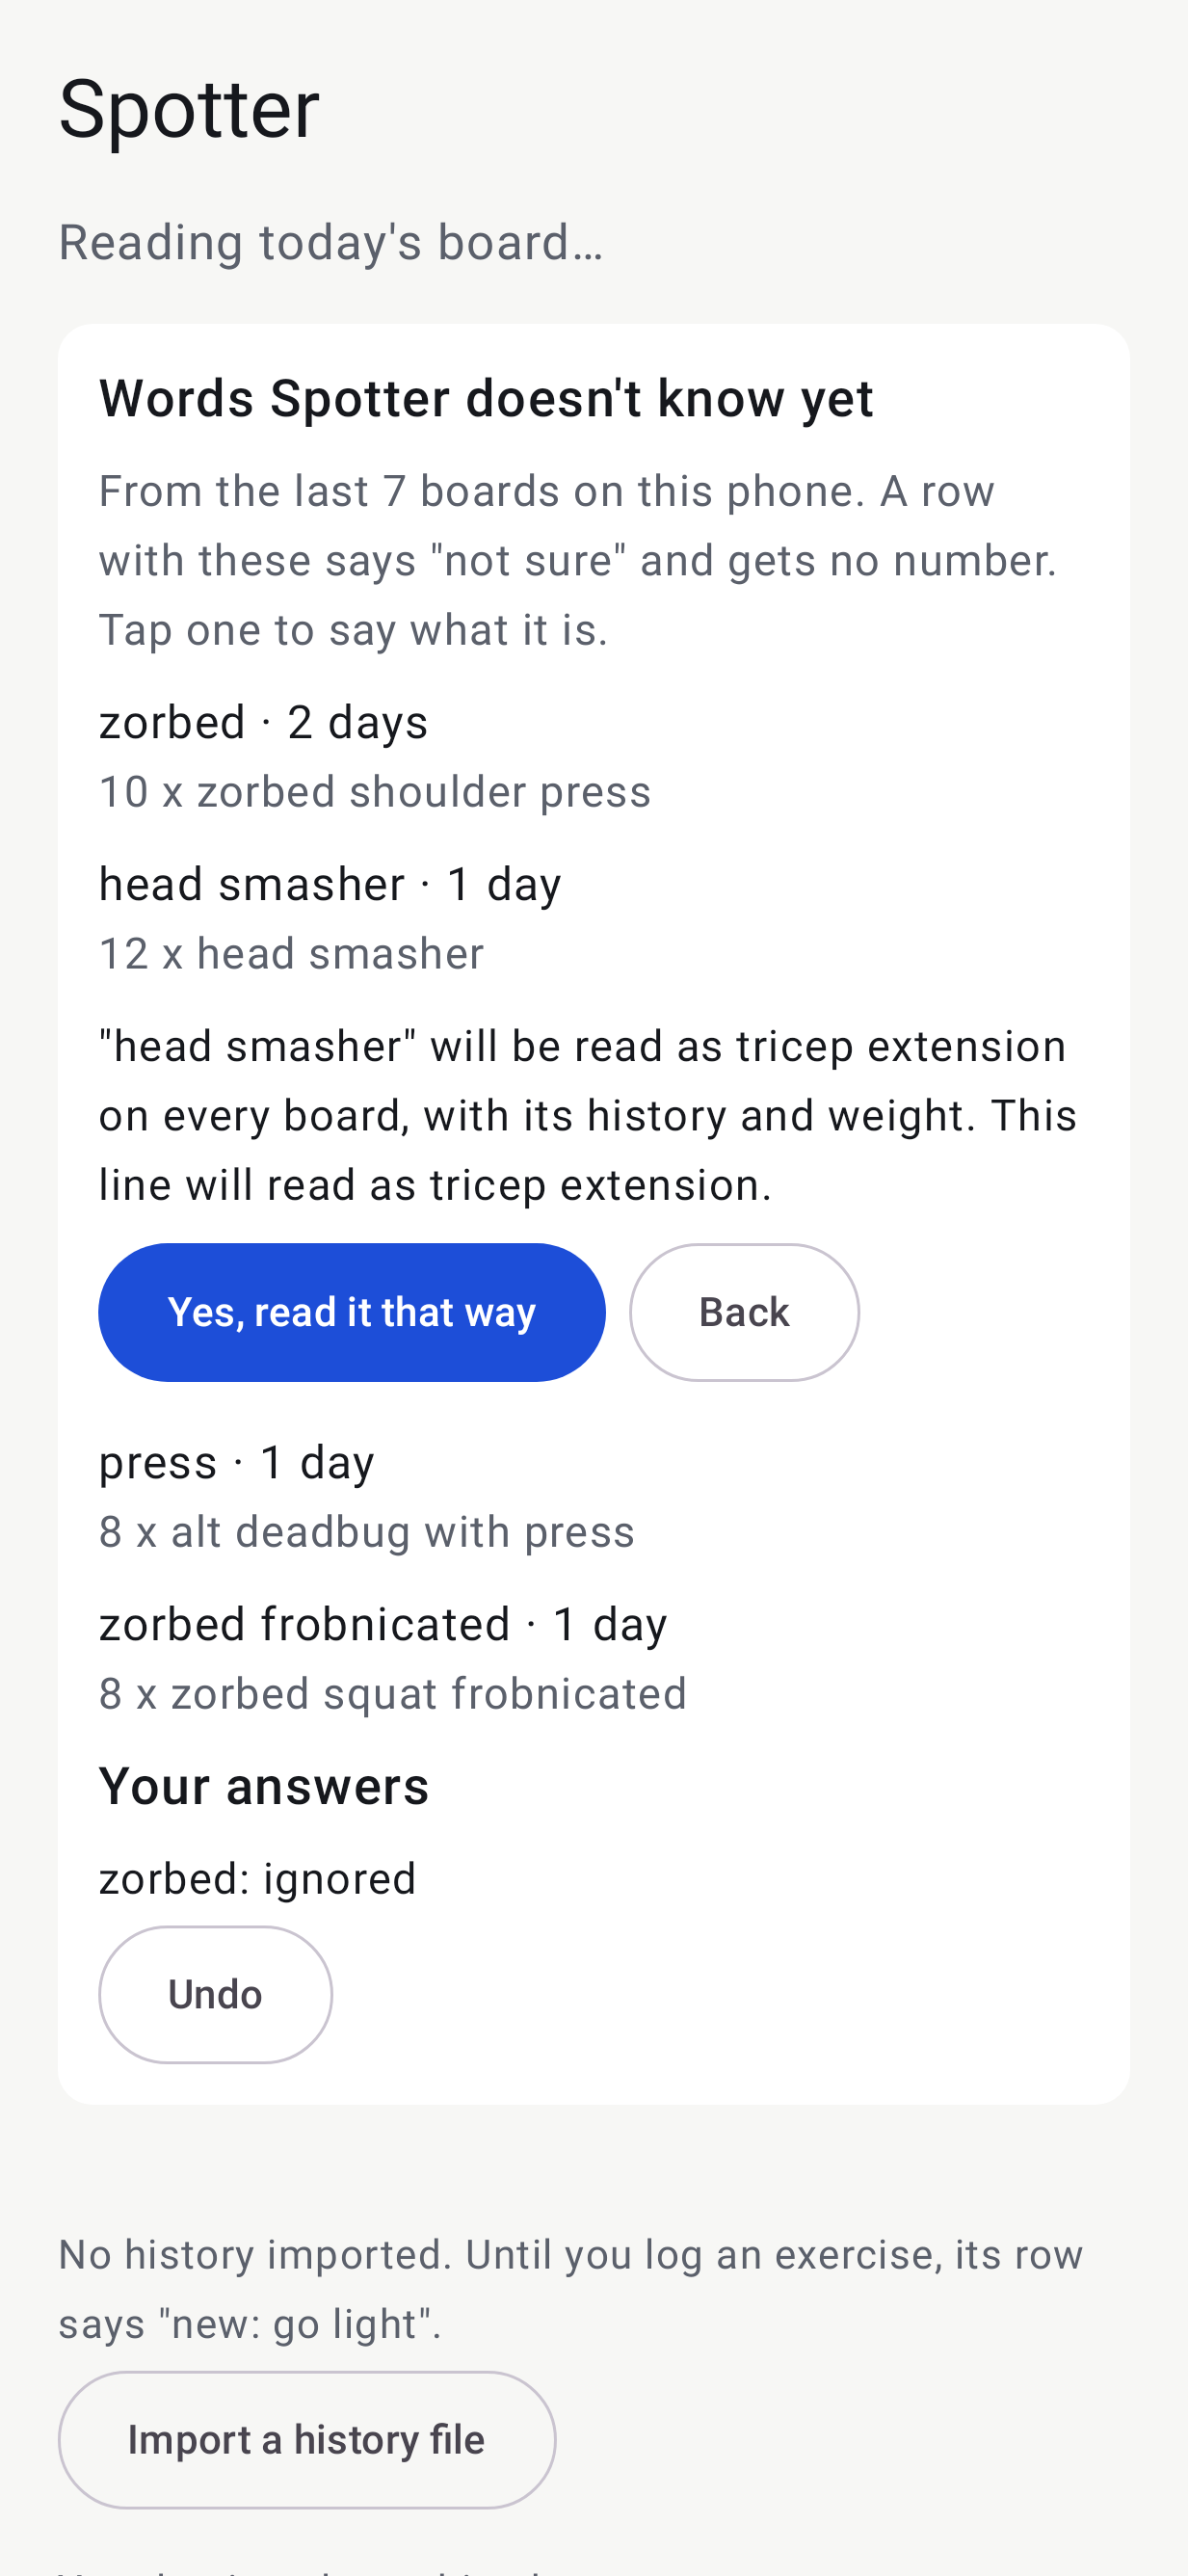 Spotter
Reading today's board…
Words Spotter doesn't know yet
From the last 7 boards on this phone. A row
with these says "not sure" and gets no number.
Tap one to say what it is.
zorbed · 2 days
10 x zorbed shoulder press
head smasher · 1 day
12 x head smasher
"head smasher" will be read as tricep extension
on every board, with its history and weight. This
line will read as tricep extension.
Yes, read it that way
Back
press · 1 day
8 x alt deadbug with press
zorbed frobnicated · 1 day
8 x zorbed squat frobnicated
Your answers
zorbed: ignored
Undo
No history imported. Until you log an exercise, its row
says "new: go light".
Import a history file